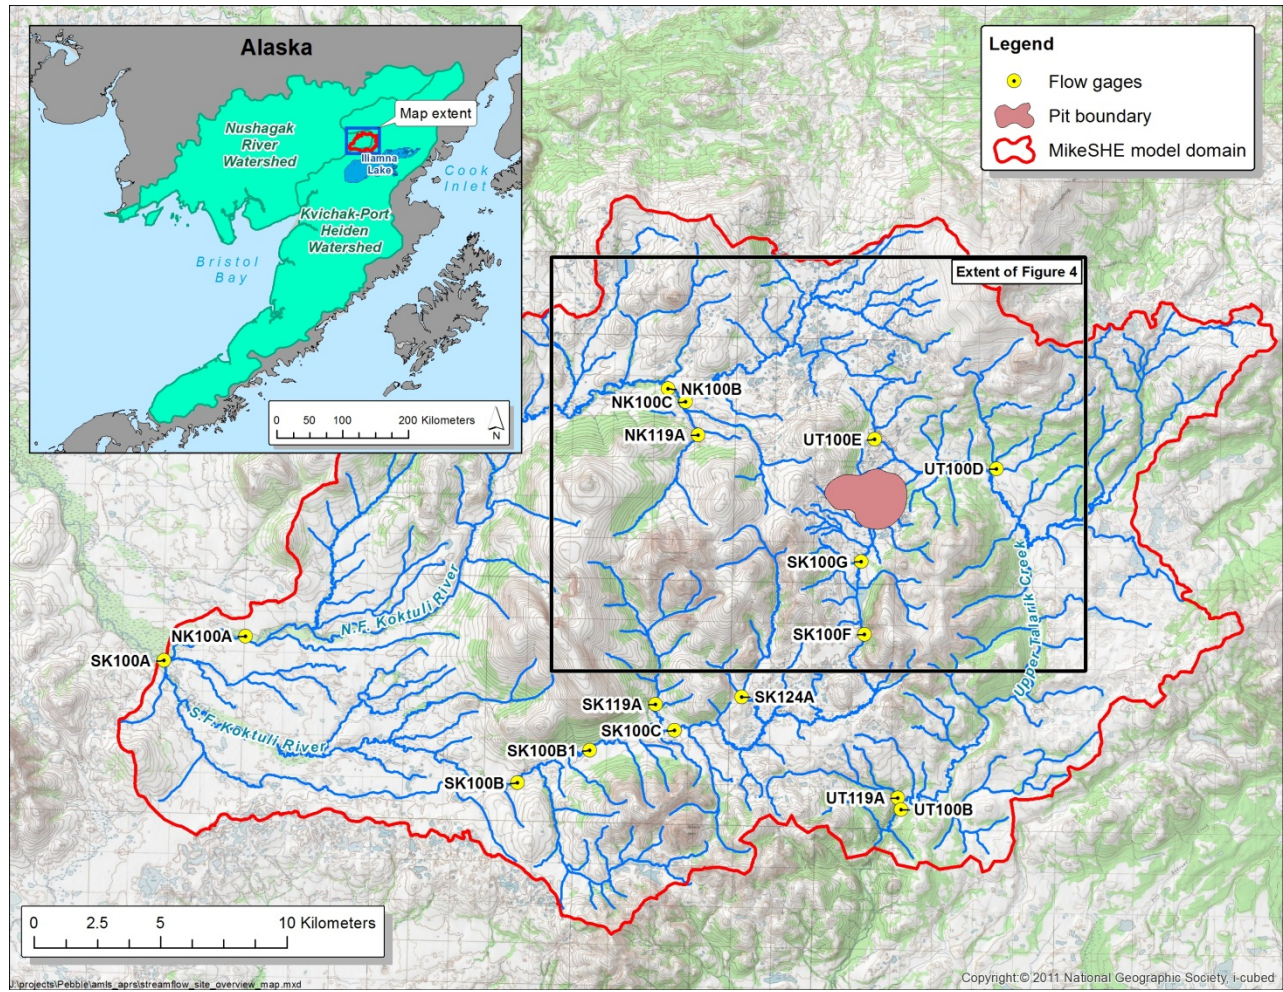 Alaska
Nushagak
River
Watershed
Map extent
Iliamna
Lake
Cook
Inlet
Kvichak-Port
Heiden
Watershed
Bristol
Bay
0 50 100 200 Kilometers
N
Legend
Flow gages
Pit boundary
MikeSHE model domain
Extent of Figure 4
NK100B
NK100C
NK119A
UT100E
UT100D
SK100G
Upper Talarik Creek
N.F. Koktuli River
NK100A
SK100F
SK100A
SK124A
SK119A
S.F. Koktuli River
SK100C
SK100B1
SK100B
UT119A
UT100B
0 2.5 5 10 Kilometers
J:\projects\Pebble\amls_aprs\streamflow_site_overview_map.mxd
Copyright:© 2011 National Geographic Society, i-cubed